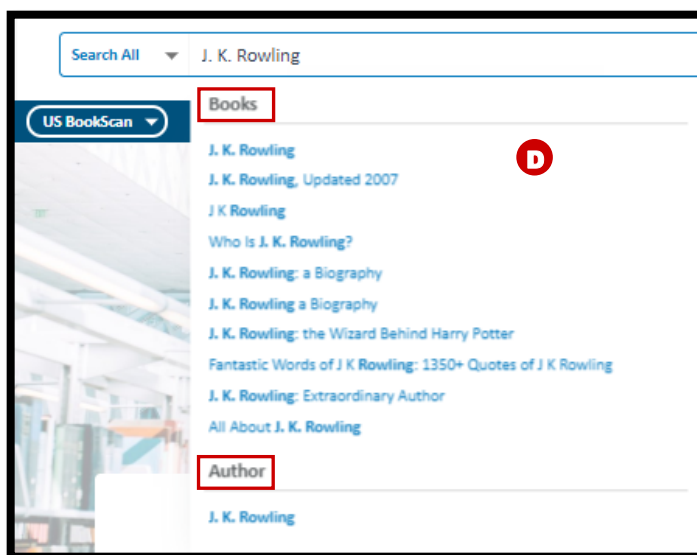 Search All J. K. Rowling
US BookScan
Books
D
J. K. Rowling
J. K. Rowling, Updated 2007
J K Rowling
Who Is J. K. Rowling?
J. K. Rowling: a Biography
J. K. Rowling a Biography
J. K. Rowling: the Wizard Behind Harry Potter
Fantastic Words of J K Rowling: 1350+ Quotes of J K Rowling
J. K. Rowling: Extraordinary Author
All About J. K. Rowling
Author
J. K. Rowling